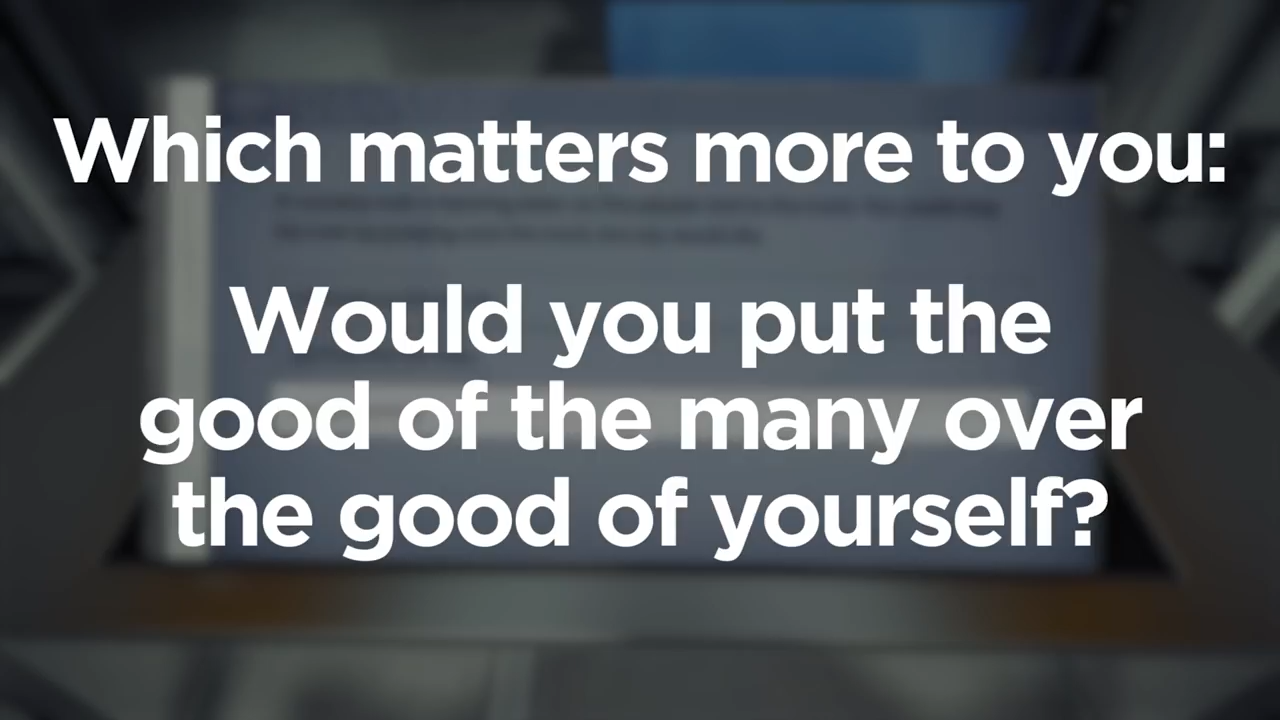 Which matters more to you:
Would you put the
good of the many over
the good of yourself?